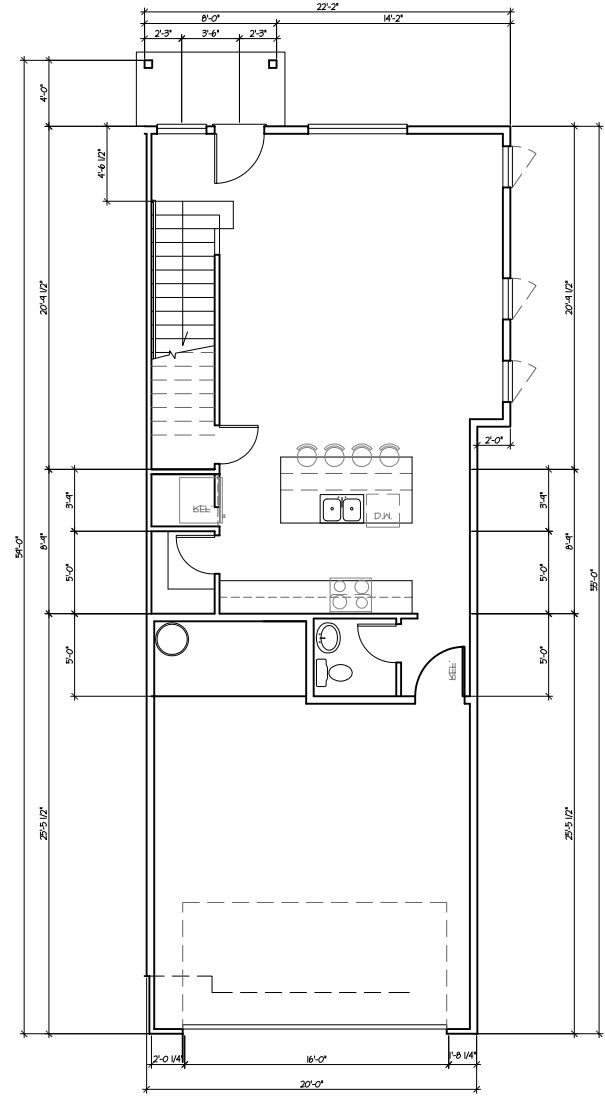 22'-2"
8'-0" 14'-2"
2'-3" 3'-6" 2'-3"
4'-0"
4'-6 1/2"
20'-4 1/2" 20'-4 1/2"
2'-0"
3'-4" 3'-4"
REF.
D.W.
54'-0" 8'-4" 8'-4" 55'-0"
5'-0" 5'-0"
5'-0" 5'-0"
REF.
25'-5 1/2" 25'-5 1/2"
2'-0 1/4" 16'-0" 1'-8 1/4"
20'-0"